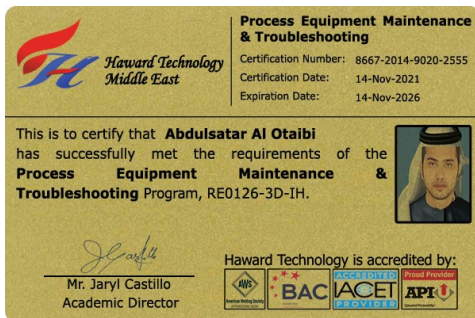 Haward Technology
Middle East
Process Equipment Maintenance
& Troubleshooting
Certification Number: 8667-2014-9020-2555
Certification Date: 14-Nov-2021
Expiration Date: 14-Nov-2026
This is to certify that Abdulsatar Al Otaibi
has successfully met the requirements of the
Process Equipment Maintenance &
Troubleshooting Program, RE0126-3D-IH.
Mr. Jaryl Castillo
Academic Director
Haward Technology is accredited by:
AWS
American Welding Society
BAC
ACCREDITED
IACET
PROVIDER
Proud Provider
API